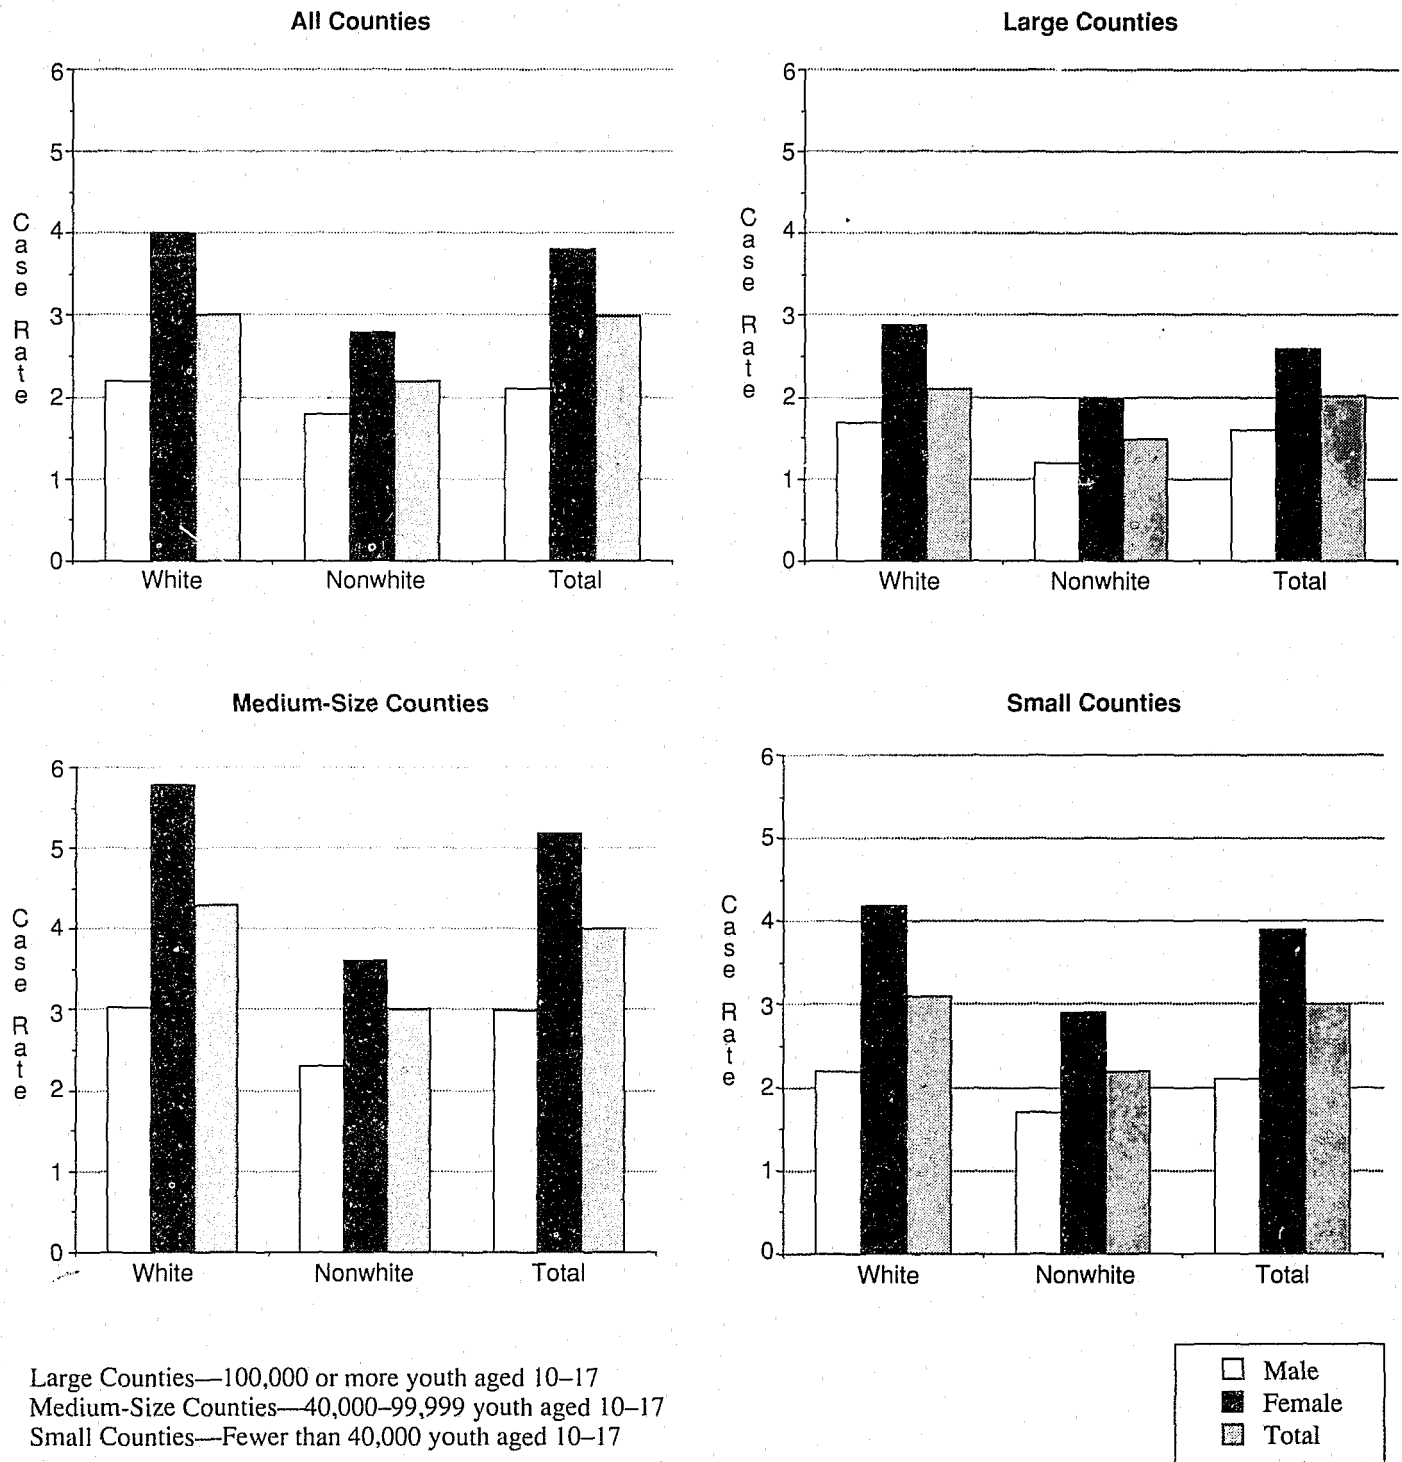 All Counties
6
5
4
3
2
1
0
Case Rate
White Nonwhite Total
Large Counties
6
5
4
3
2
1
0
Case Rate
White Nonwhite Total
Medium-Size Counties
6
5
4
3
2
1
0
Case Rate
White Nonwhite Total
Small Counties
6
5
4
3
2
1
0
Case Rate
White Nonwhite Total
Large Counties—100,000 or more youth aged 10–17
Medium-Size Counties—40,000–99,999 youth aged 10–17
Small Counties—Fewer than 40,000 youth aged 10–17
Male
Female
Total